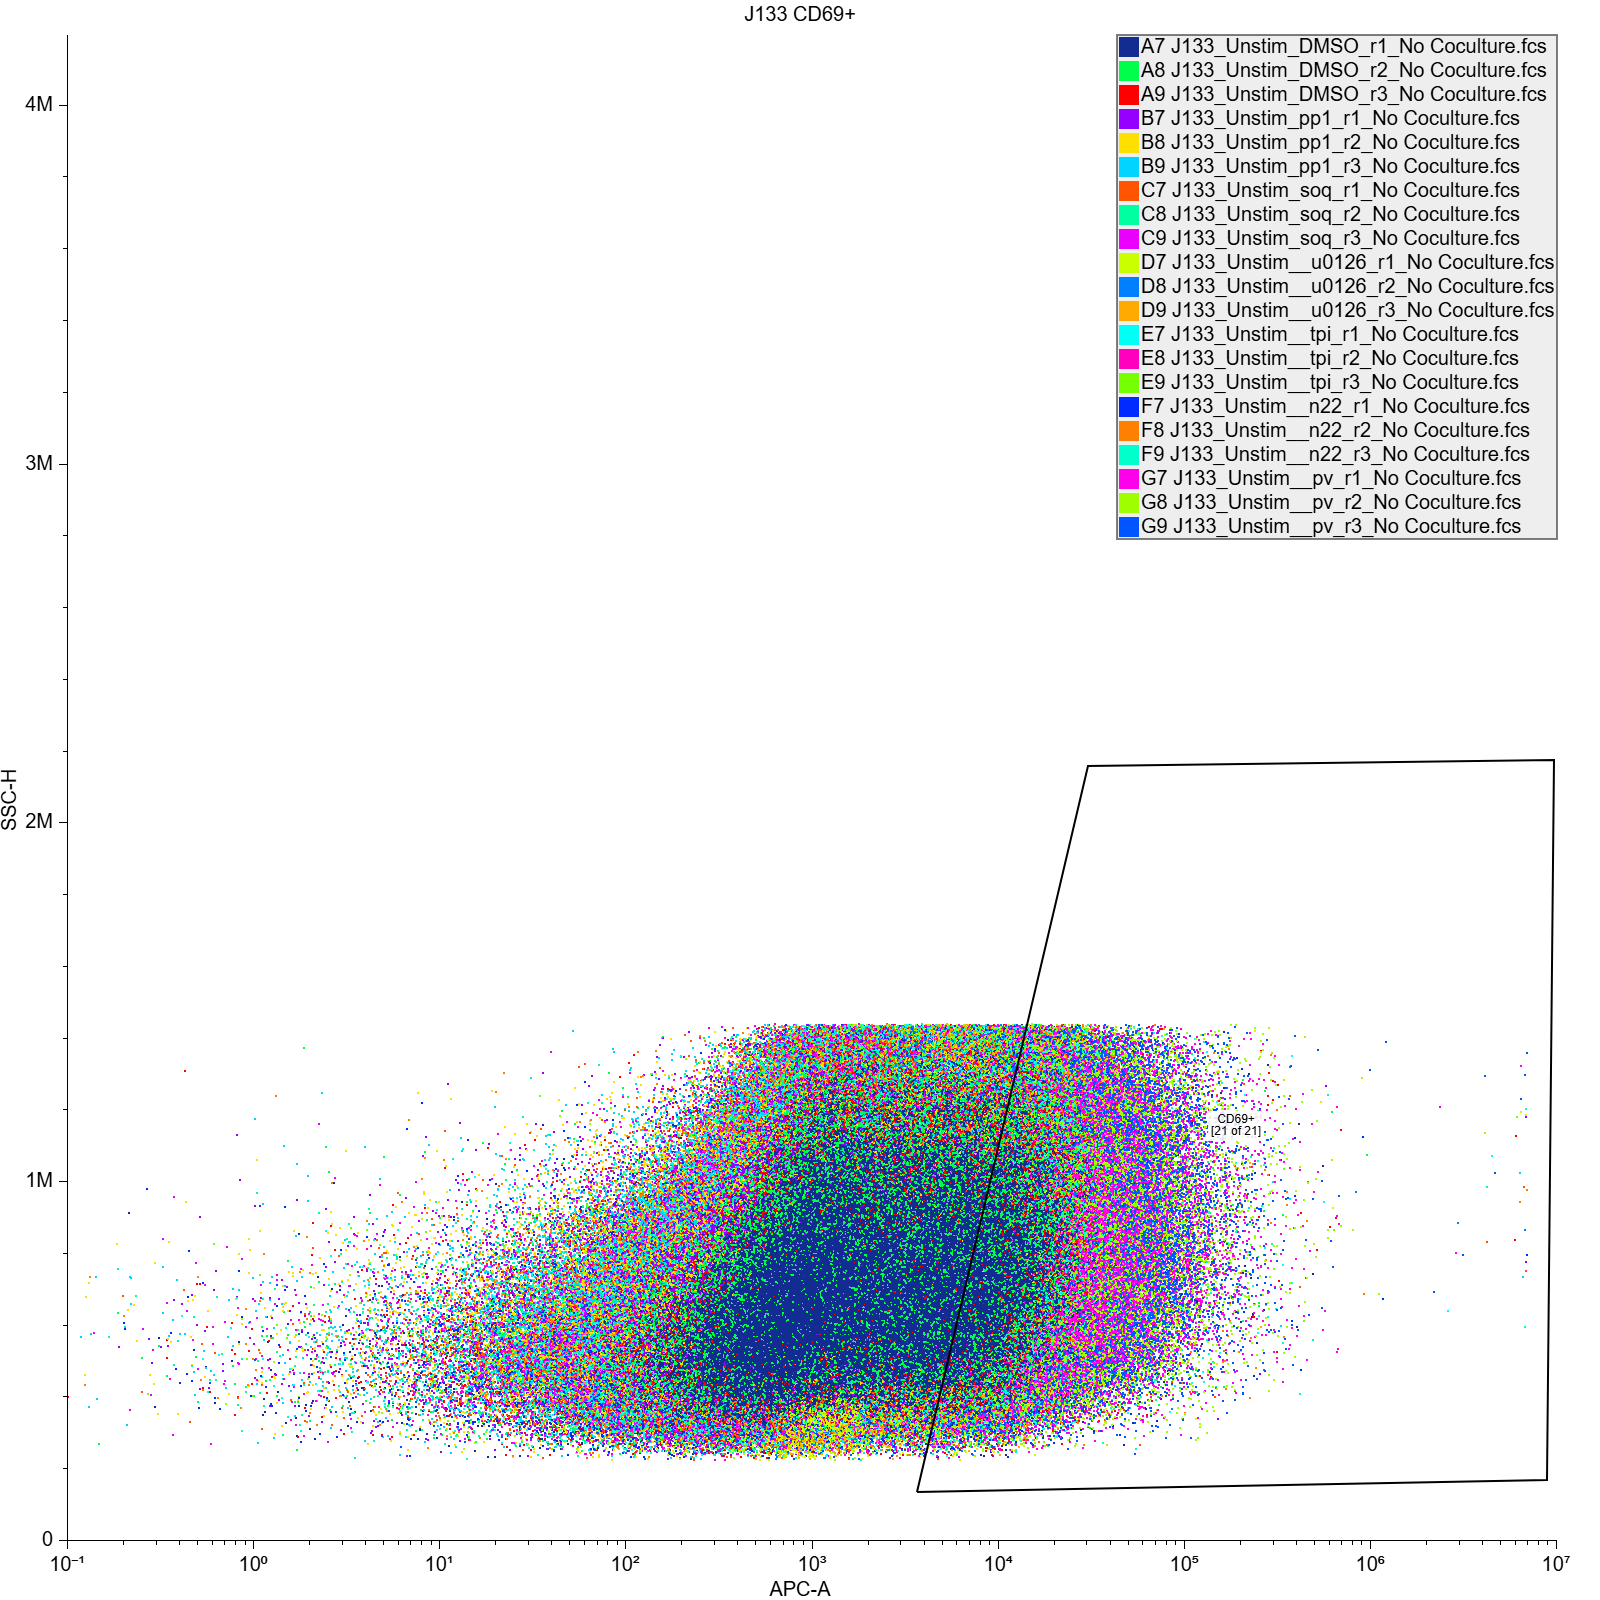 J133 CD69+
A7 J133_Unstim_DMSO_r1_No Coculture.fcs
A8 J133_Unstim_DMSO_r2_No Coculture.fcs
A9 J133_Unstim_DMSO_r3_No Coculture.fcs
B7 J133_Unstim_pp1_r1_No Coculture.fcs
B8 J133_Unstim_pp1_r2_No Coculture.fcs
B9 J133_Unstim_pp1_r3_No Coculture.fcs
C7 J133_Unstim_soq_r1_No Coculture.fcs
C8 J133_Unstim_soq_r2_No Coculture.fcs
C9 J133_Unstim_soq_r3_No Coculture.fcs
D7 J133_Unstim__u0126_r1_No Coculture.fcs
D8 J133_Unstim__u0126_r2_No Coculture.fcs
D9 J133_Unstim__u0126_r3_No Coculture.fcs
E7 J133_Unstim__tpi_r1_No Coculture.fcs
E8 J133_Unstim__tpi_r2_No Coculture.fcs
E9 J133_Unstim__tpi_r3_No Coculture.fcs
F7 J133_Unstim__n22_r1_No Coculture.fcs
F8 J133_Unstim__n22_r2_No Coculture.fcs
F9 J133_Unstim__n22_r3_No Coculture.fcs
G7 J133_Unstim__pv_r1_No Coculture.fcs
G8 J133_Unstim__pv_r2_No Coculture.fcs
G9 J133_Unstim__pv_r3_No Coculture.fcs
4M
3M
2M
1M
0
SSC-H
CD69+
[21 of 21]
10⁻¹ 10⁰ 10¹ 10² 10³ 10⁴ 10⁵ 10⁶ 10⁷
APC-A